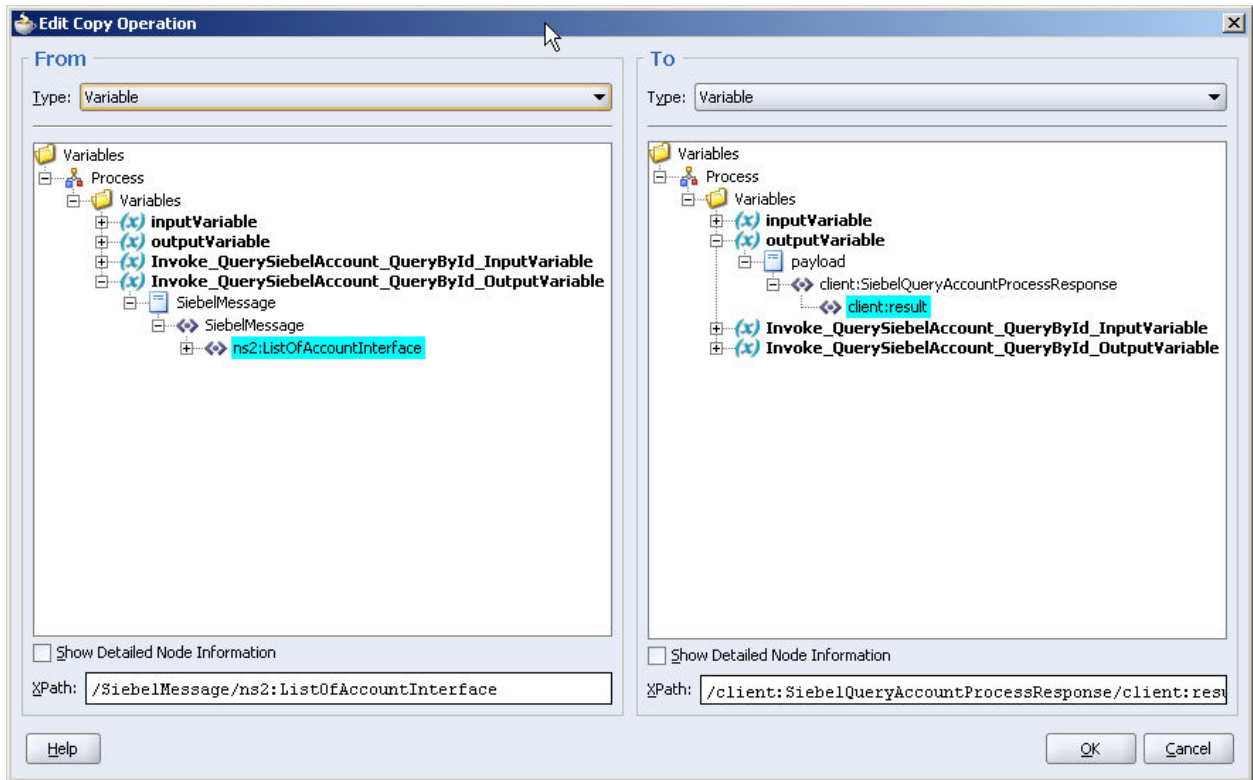 Edit Copy Operation
From
Type: Variable
Variables
Process
Variables
inputVariable
outputVariable
Invoke_QuerySiebelAccount_QueryById_InputVariable
Invoke_QuerySiebelAccount_QueryById_OutputVariable
SiebelMessage
SiebelMessage
ns2:ListOfAccountInterface
Show Detailed Node Information
XPath: /SiebelMessage/ns2:ListOfAccountInterface
To
Type: Variable
Variables
Process
Variables
inputVariable
outputVariable
payload
client:SiebelQueryAccountProcessResponse
client:result
Invoke_QuerySiebelAccount_QueryById_InputVariable
Invoke_QuerySiebelAccount_QueryById_OutputVariable
Show Detailed Node Information
XPath: /client:SiebelQueryAccountProcessResponse/client:resu
Help
OK
Cancel